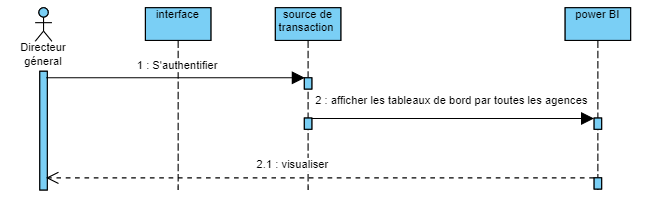 interface
source de
transaction
power BI
Directeur
géneral
1 : S'authentifier
2 : afficher les tableaux de bord par toutes les agences
2.1 : visualiser